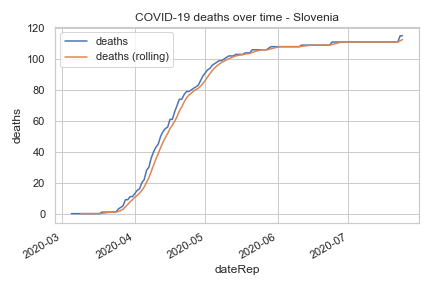 COVID-19 deaths over time - Slovenia
deaths
deaths (rolling)
120
100
80
60
40
20
0
deaths
2020-03
2020-04
2020-05
2020-06
2020-07
dateRep